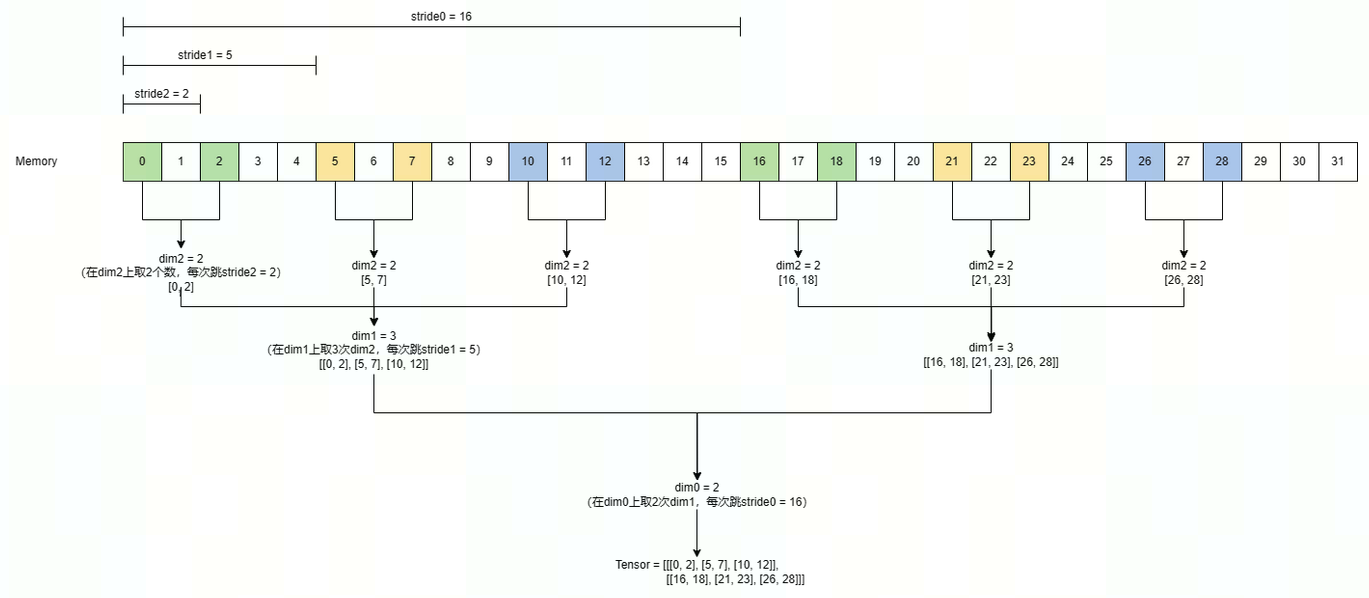 stride0 = 16
stride1 = 5
stride2 = 2
Memory 0 1 2 3 4 5 6 7 8 9 10 11 12 13 14 15 16 17 18 19 20 21 22 23 24 25 26 27 28 29 30 31
dim2 = 2
（在dim2上取2个数，每次跳stride2 = 2）
[0, 2]
dim2 = 2
[5, 7]
dim2 = 2
[10, 12]
dim2 = 2
[16, 18]
dim2 = 2
[21, 23]
dim2 = 2
[26, 28]
dim1 = 3
（在dim1上取3次dim2，每次跳stride1 = 5）
[[0, 2], [5, 7], [10, 12]]
dim1 = 3
[[16, 18], [21, 23], [26, 28]]
dim0 = 2
（在dim0上取2次dim1，每次跳stride0 = 16）
Tensor = [[[0, 2], [5, 7], [10, 12]],
[[16, 18], [21, 23], [26, 28]]]